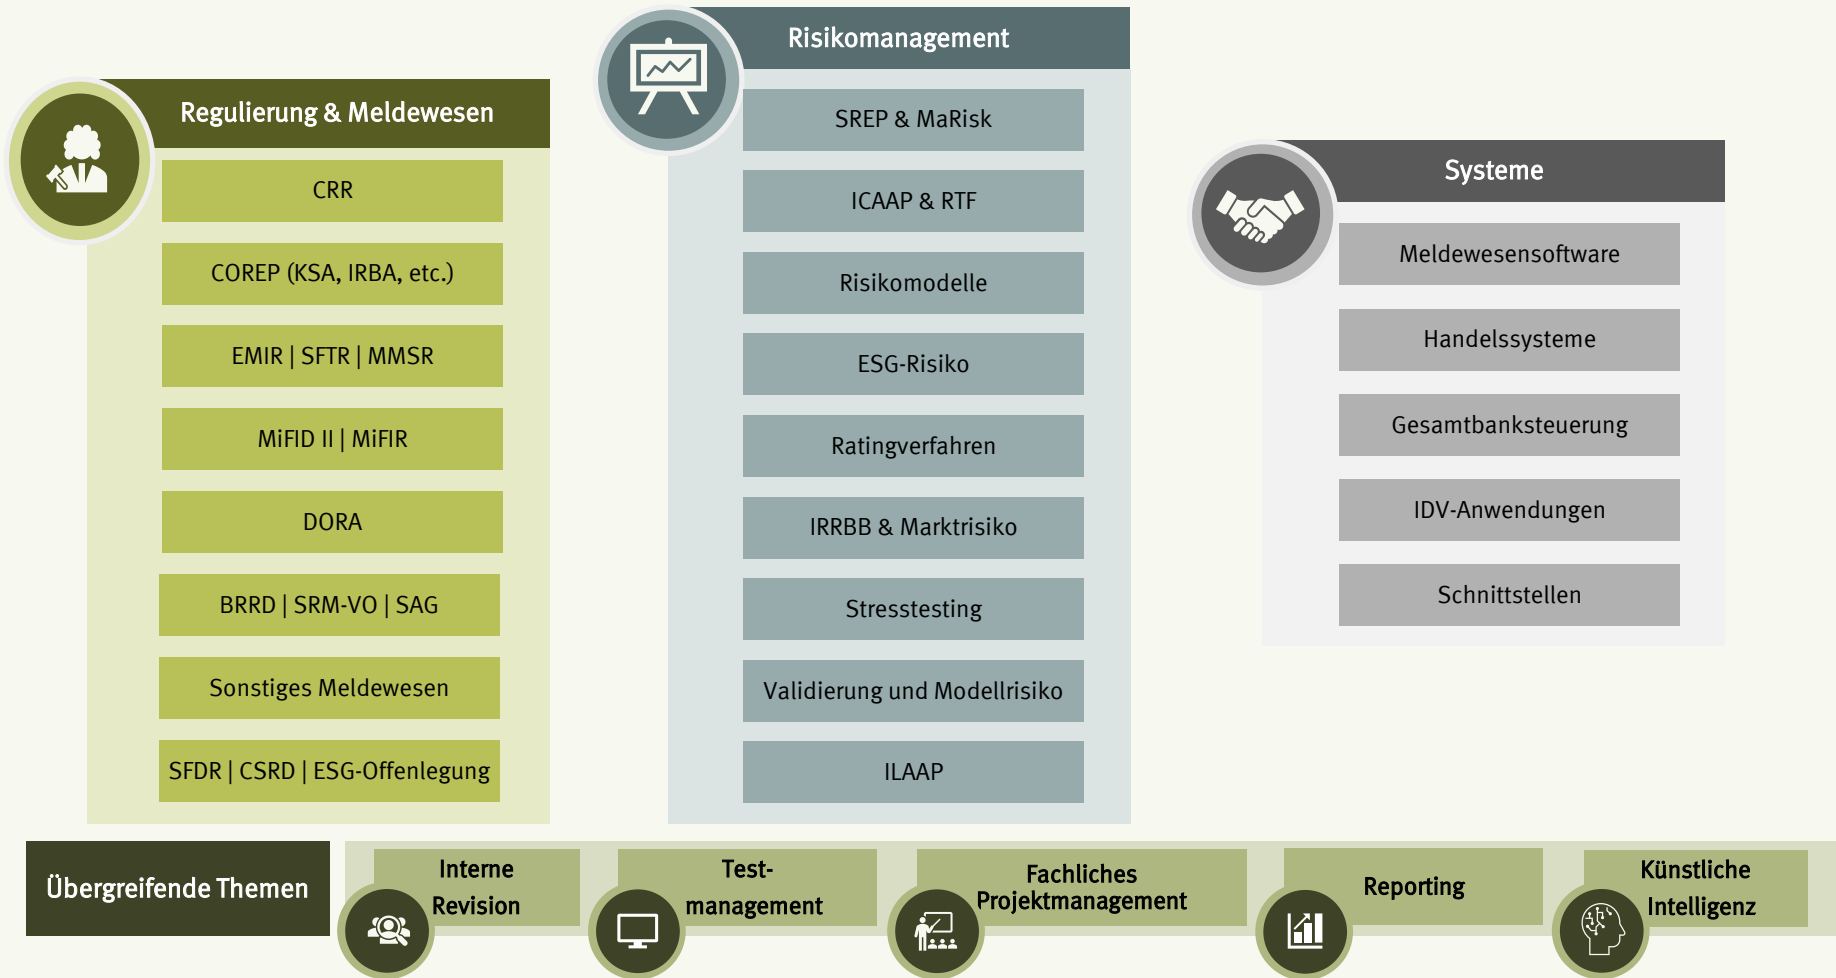 Regulierung & Meldewesen
CRR
COREP (KSA, IRBA, etc.)
EMIR | SFTR | MMSR
MiFID II | MiFIR
DORA
BRRD | SRM-VO | SAG
Sonstiges Meldewesen
SFDR | CSRD | ESG-Offenlegung
Risikomanagement
SREP & MaRisk
ICAAP & RTF
Risikomodelle
ESG-Risiko
Ratingverfahren
IRRBB & Marktrisiko
Stresstesting
Validierung und Modellrisiko
ILAAP
Systeme
Meldewesensoftware
Handelssysteme
Gesamtbanksteuerung
IDV-Anwendungen
Schnittstellen
Übergreifende Themen
Interne
Revision
Test-
management
Fachliches
Projektmanagement
Reporting
Künstliche
Intelligenz